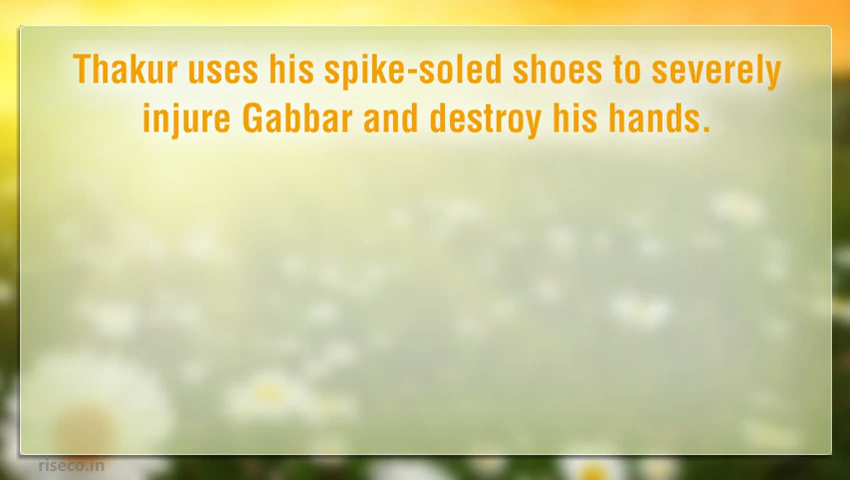 Thakur uses his spike-soled shoes to severely
injure Gabbar and destroy his hands.
riseco.in